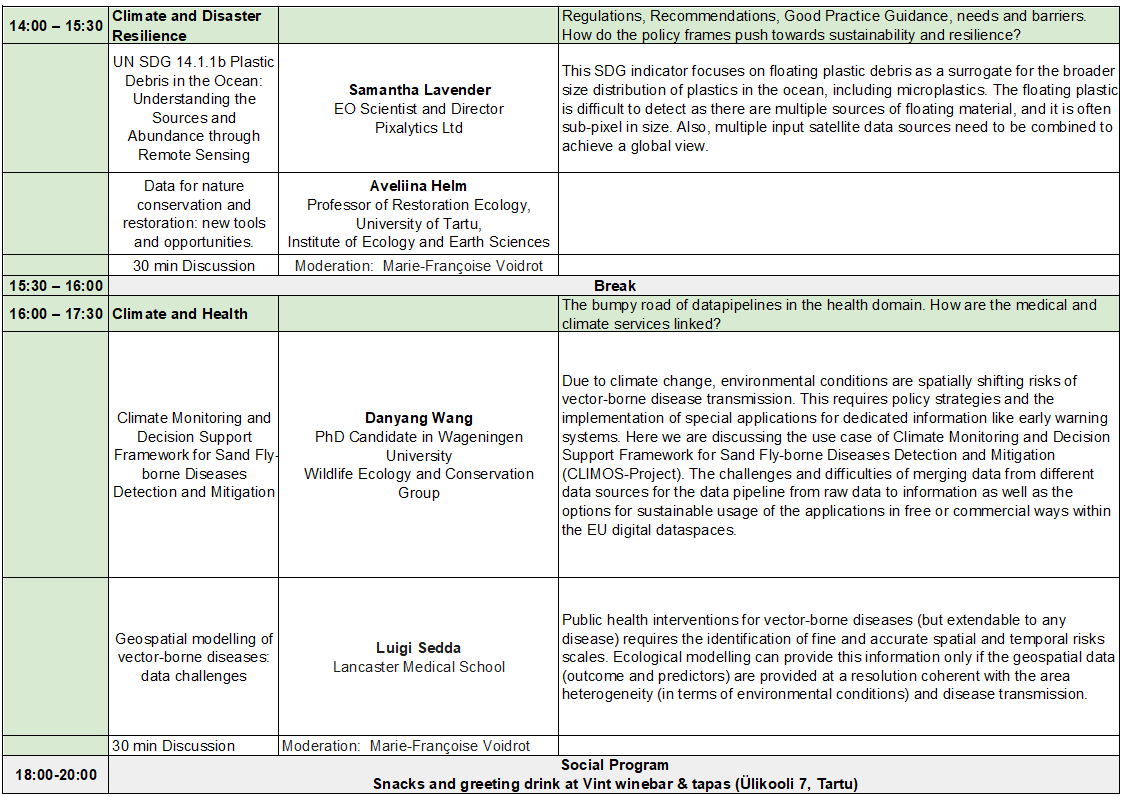 14:00 – 15:30
Climate and Disaster
Resilience
Regulations, Recommendations, Good Practice Guidance, needs and barriers.
How do the policy frames push towards sustainability and resilience?
UN SDG 14.1.1b Plastic
Debris in the Ocean:
Understanding the
Sources and
Abundance through
Remote Sensing
Samantha Lavender
EO Scientist and Director
Pixalytics Ltd
This SDG indicator focuses on floating plastic debris as a surrogate for the broader
size distribution of plastics in the ocean, including microplastics. The floating plastic
is difficult to detect as there are multiple sources of floating material, and it is often
sub-pixel in size. Also, multiple input satellite data sources need to be combined to
achieve a global view.
Data for nature
conservation and
restoration: new tools
and opportunities.
Aveliina Helm
Professor of Restoration Ecology,
University of Tartu,
Institute of Ecology and Earth Sciences
30 min Discussion
Moderation: Marie-Françoise Voidrot
15:30 – 16:00
Break
16:00 – 17:30
Climate and Health
The bumpy road of datapipelines in the health domain. How are the medical and
climate services linked?
Climate Monitoring and
Decision Support
Framework for Sand Fly-
borne Diseases
Detection and Mitigation
Danyang Wang
PhD Candidate in Wageningen
University
Wildlife Ecology and Conservation
Group
Due to climate change, environmental conditions are spatially shifting risks of
vector-borne disease transmission. This requires policy strategies and the
implementation of special applications for dedicated information like early warning
systems. Here we are discussing the use case of Climate Monitoring and Decision
Support Framework for Sand Fly-borne Diseases Detection and Mitigation
(CLIMOS-Project). The challenges and difficulties of merging data from different
data sources for the data pipeline from raw data to information as well as the
options for sustainable usage of the applications in free or commercial ways within
the EU digital dataspaces.
Geospatial modelling of
vector-borne diseases:
data challenges
Luigi Sedda
Lancaster Medical School
Public health interventions for vector-borne diseases (but extendable to any
disease) requires the identification of fine and accurate spatial and temporal risks
scales. Ecological modelling can provide this information only if the geospatial data
(outcome and predictors) are provided at a resolution coherent with the area
heterogeneity (in terms of environmental conditions) and disease transmission.
30 min Discussion
Moderation: Marie-Françoise Voidrot
18:00-20:00
Social Program
Snacks and greeting drink at Vint winebar & tapas (Ülikooli 7, Tartu)